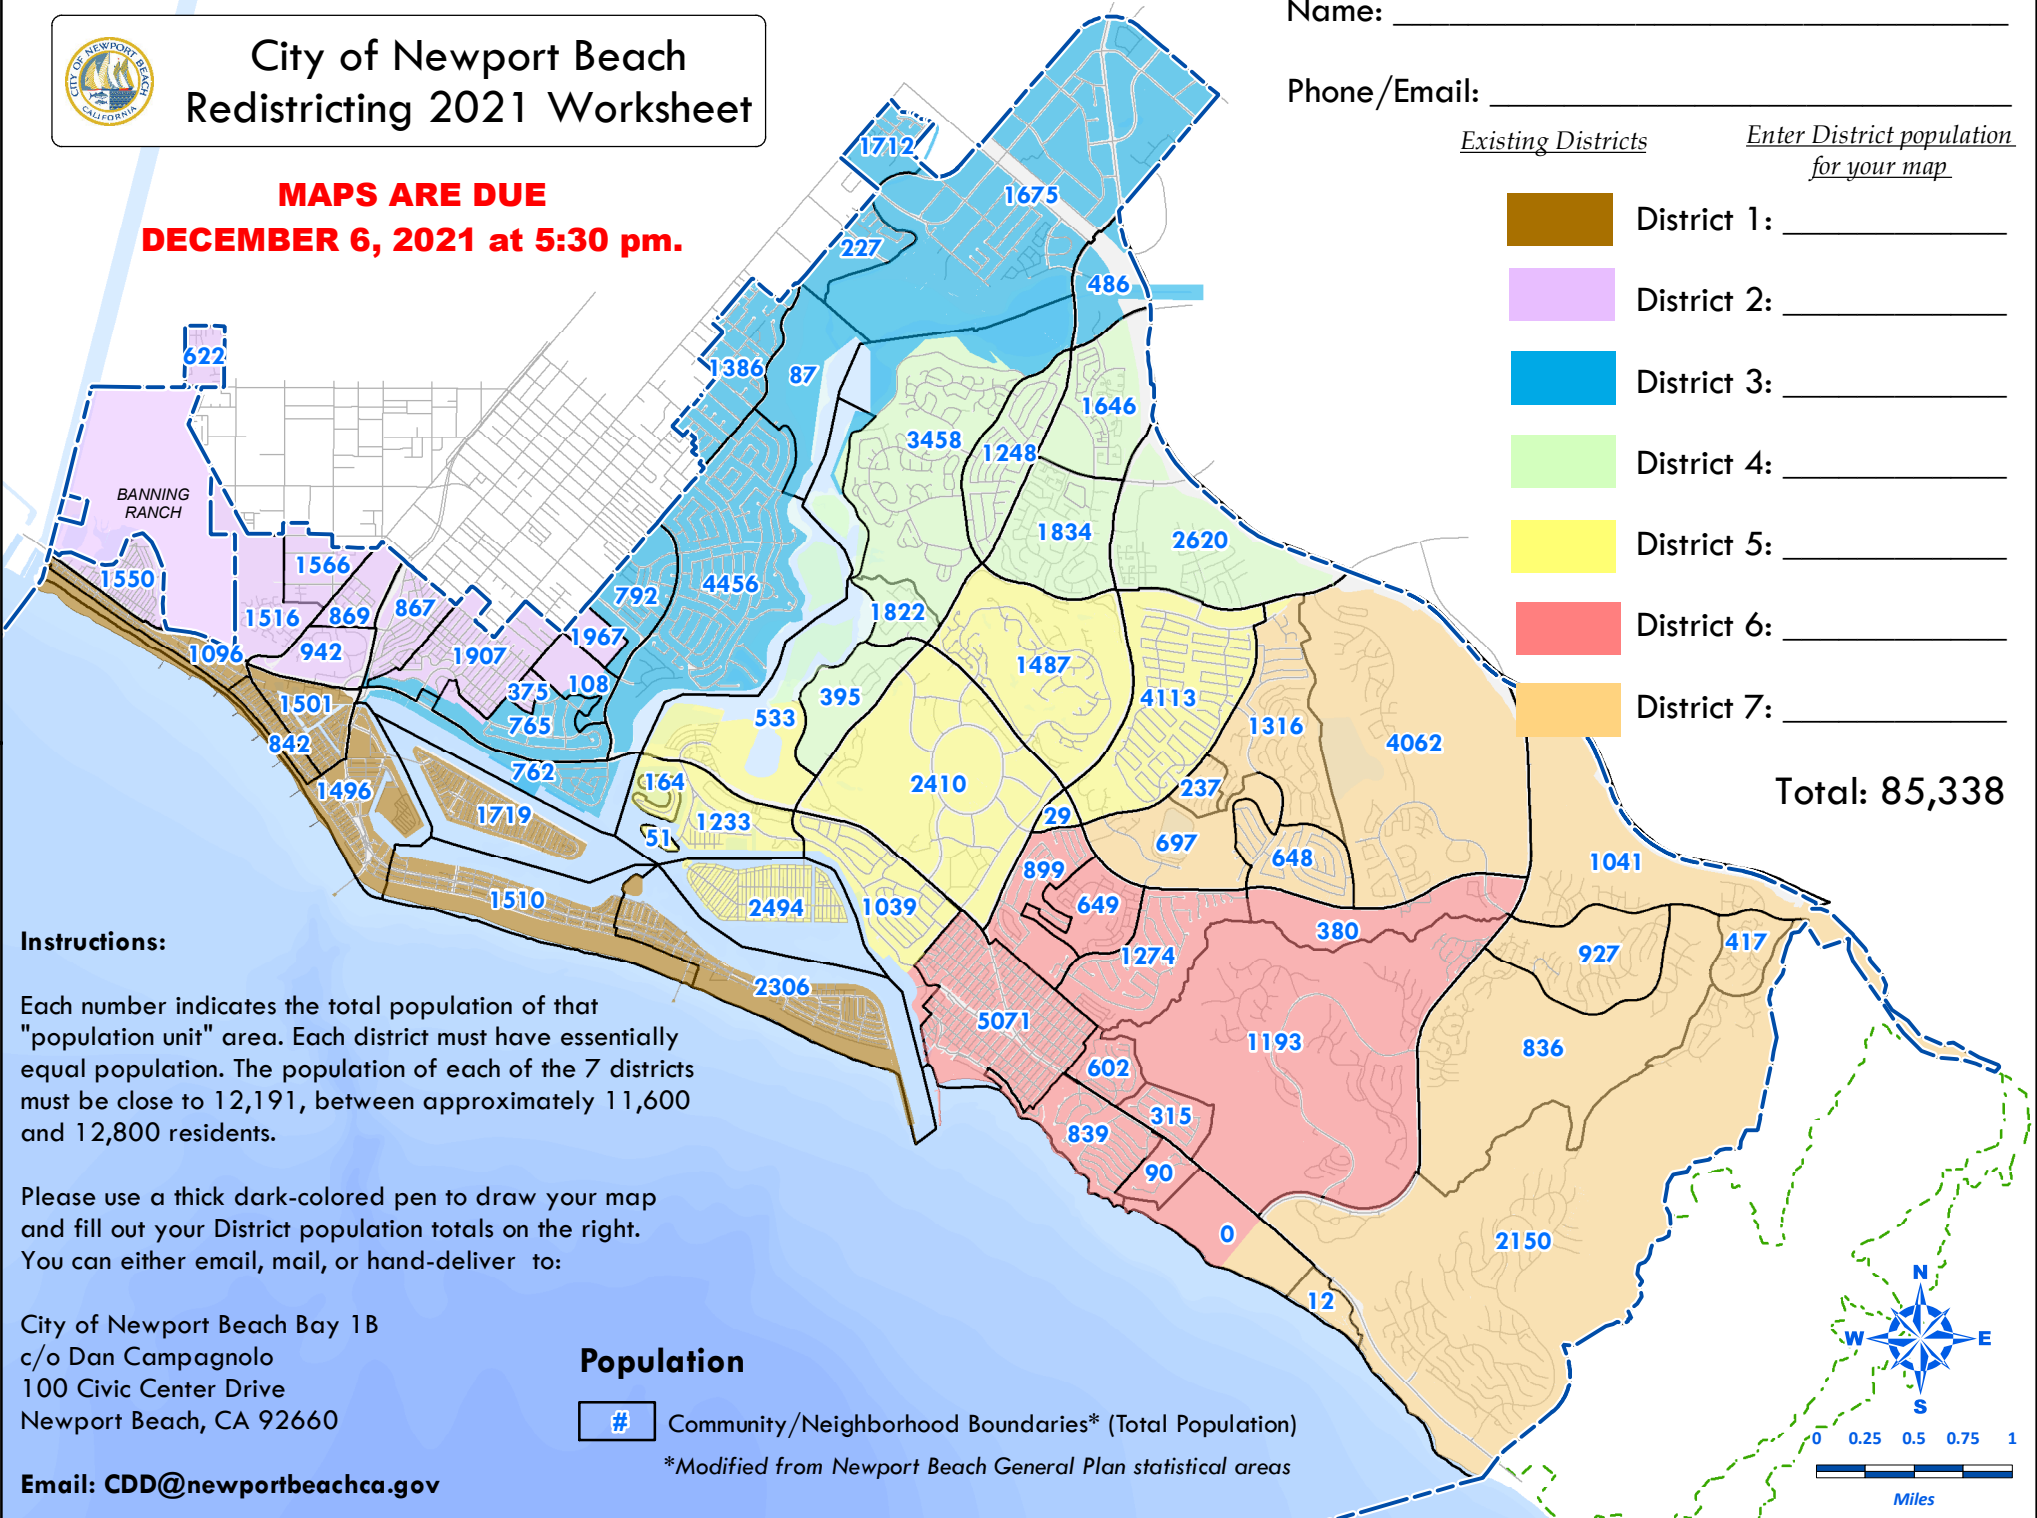 CITY OF NEWPORT BEACH
CALIFORNIA
City of Newport Beach
Redistricting 2021 Worksheet
MAPS ARE DUE
DECEMBER 6, 2021 at 5:30 pm.
Name:
Phone/Email:
Existing Districts
Enter District population
for your map
District 1:
District 2:
District 3:
District 4:
District 5:
District 6:
District 7:
Total: 85,338
1712
1675
227
486
622
1386
87
1646
3458
1248
BANNING
RANCH
1834
2620
1550
1566
4456
792
867
1516
869
1822
1967
942
1096
1907
1487
108
375
395
4113
1501
533
765
1316
842
4062
762
164
2410
237
1496
1719
29
1233
51
697
648
1041
899
1510
2494
1039
649
380
417
927
1274
2306
5071
1193
836
602
315
839
90
0
2150
12
Instructions:
Each number indicates the total population of that
"population unit" area. Each district must have essentially
equal population. The population of each of the 7 districts
must be close to 12,191, between approximately 11,600
and 12,800 residents.
Please use a thick dark-colored pen to draw your map
and fill out your District population totals on the right.
You can either email, mail, or hand-deliver to:
City of Newport Beach Bay 1B
c/o Dan Campagnolo
100 Civic Center Drive
Newport Beach, CA 92660
Email: CDD@newportbeachca.gov
Population
# Community/Neighborhood Boundaries* (Total Population)
*Modified from Newport Beach General Plan statistical areas
N
W E
S
0 0.25 0.5 0.75 1
Miles